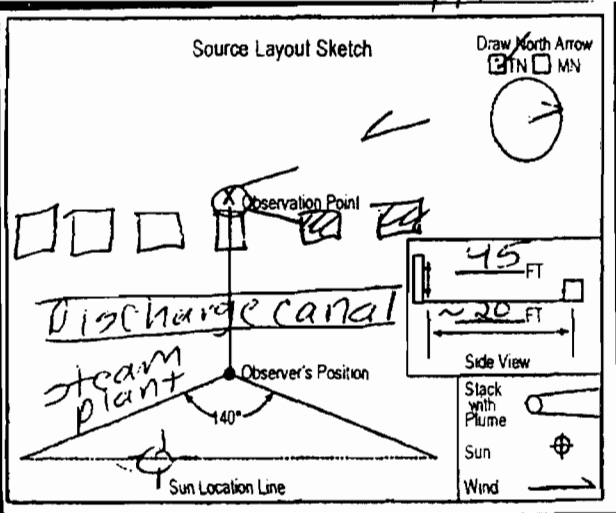 Source Layout Sketch
Draw North Arrow
TN MN
X
Observation Point
45 FT
~20 FT
Side View
Discharge canal
steam
plant
Observer's Position
140°
Sun Location Line
Stack
with
Plume
Sun
Wind